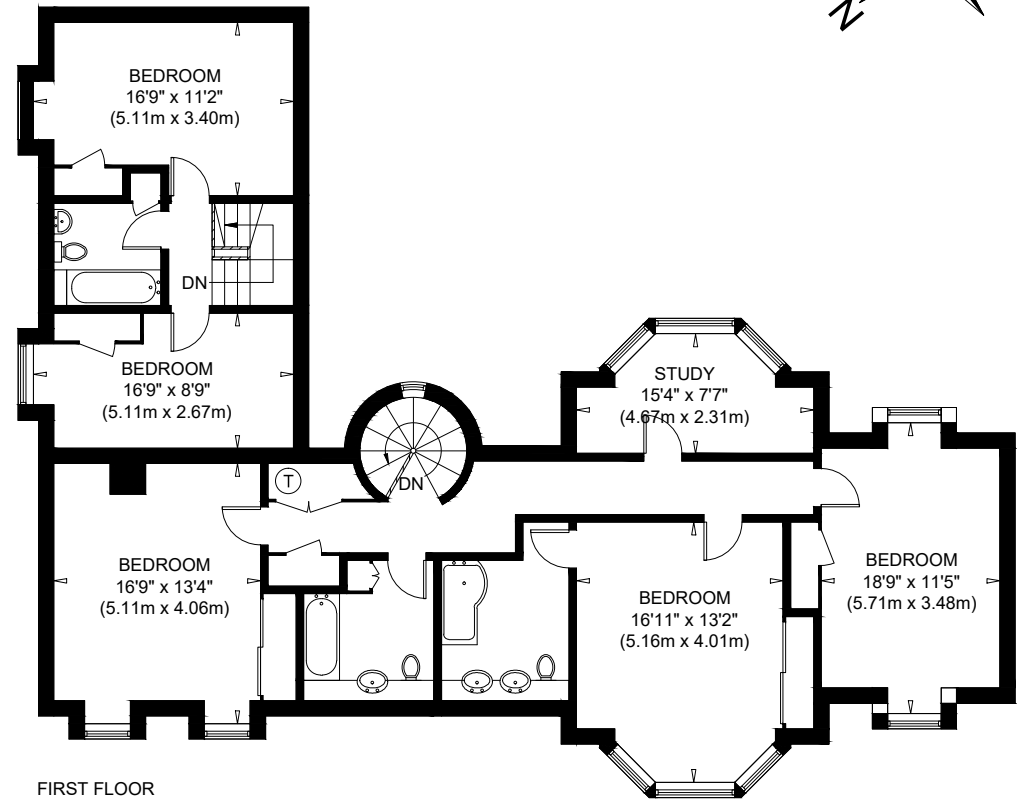 N
BEDROOM
16'9" x 11'2"
(5.11m x 3.40m)
DN
BEDROOM
16'9" x 8'9"
(5.11m x 2.67m)
STUDY
15'4" x 7'7"
(4.67m x 2.31m)
T
DN
BEDROOM
16'9" x 13'4"
(5.11m x 4.06m)
BEDROOM
16'11" x 13'2"
(5.16m x 4.01m)
BEDROOM
18'9" x 11'5"
(5.71m x 3.48m)
FIRST FLOOR